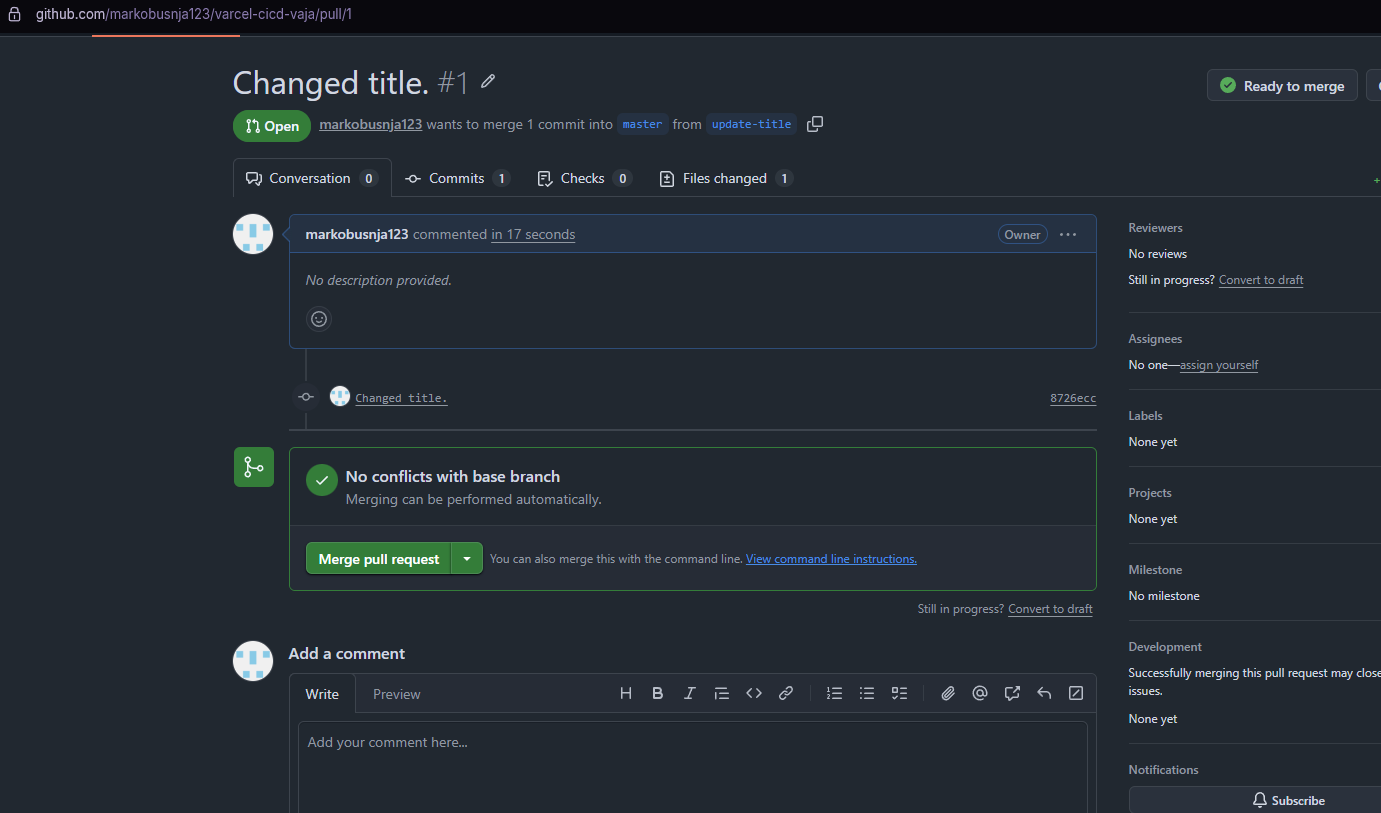 github.com/markobusnja123/varcel-cicd-vaja/pull/1
Changed title. #1
Ready to merge
Open markobusnja123 wants to merge 1 commit into master from update-title
Conversation 0 Commits 1 Checks 0 Files changed 1
+
markobusnja123 commented in 17 seconds Owner ...
No description provided.
Changed title. 8726ecc
No conflicts with base branch
Merging can be performed automatically.
Merge pull request You can also merge this with the command line. View command line instructions.
Still in progress? Convert to draft
Add a comment
Write Preview H B I
Add your comment here...
Reviewers
No reviews
Still in progress? Convert to draft
Assignees
No one—assign yourself
Labels
None yet
Projects
None yet
Milestone
No milestone
Development
Successfully merging this pull request may close
issues.
None yet
Notifications
Subscribe